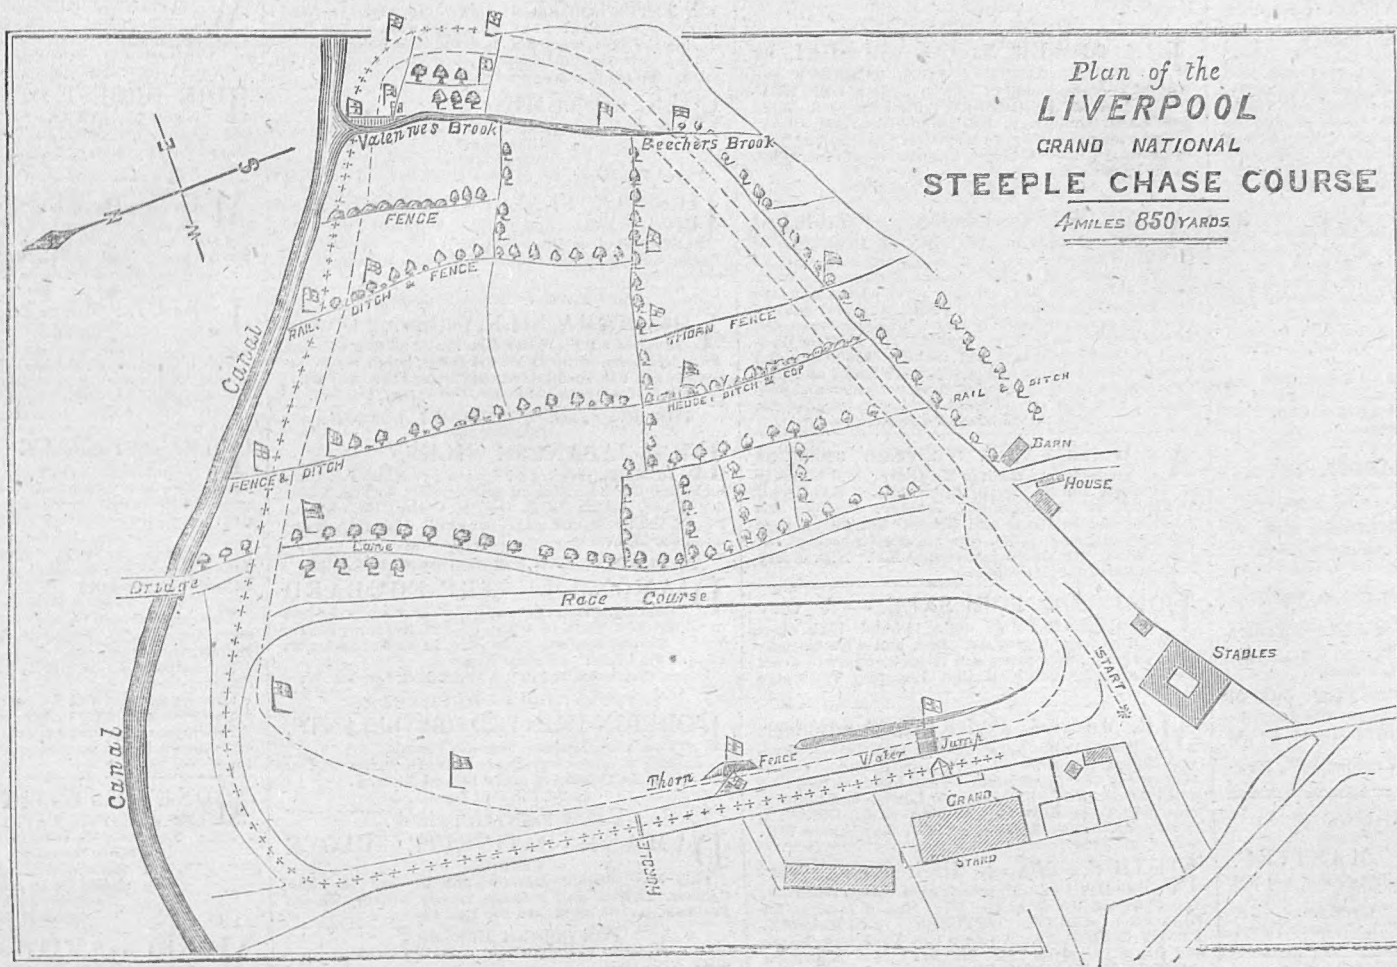 Plan of the
LIVERPOOL
GRAND NATIONAL
STEEPLE CHASE COURSE
4 MILES 850 YARDS
Valentines Brook
Beechers Brook
E
S
N
FENCE
RAIL DITCH & FENCE
THORN FENCE
Canal
HEDGE, DITCH & COP
RAIL & DITCH
BARN
FENCE & DITCH
HOUSE
Lane
Bridge
Race Course
STABLES
START
Canal
Thorn FENCE
Water Jump
GRAND
STAND
HURDLE